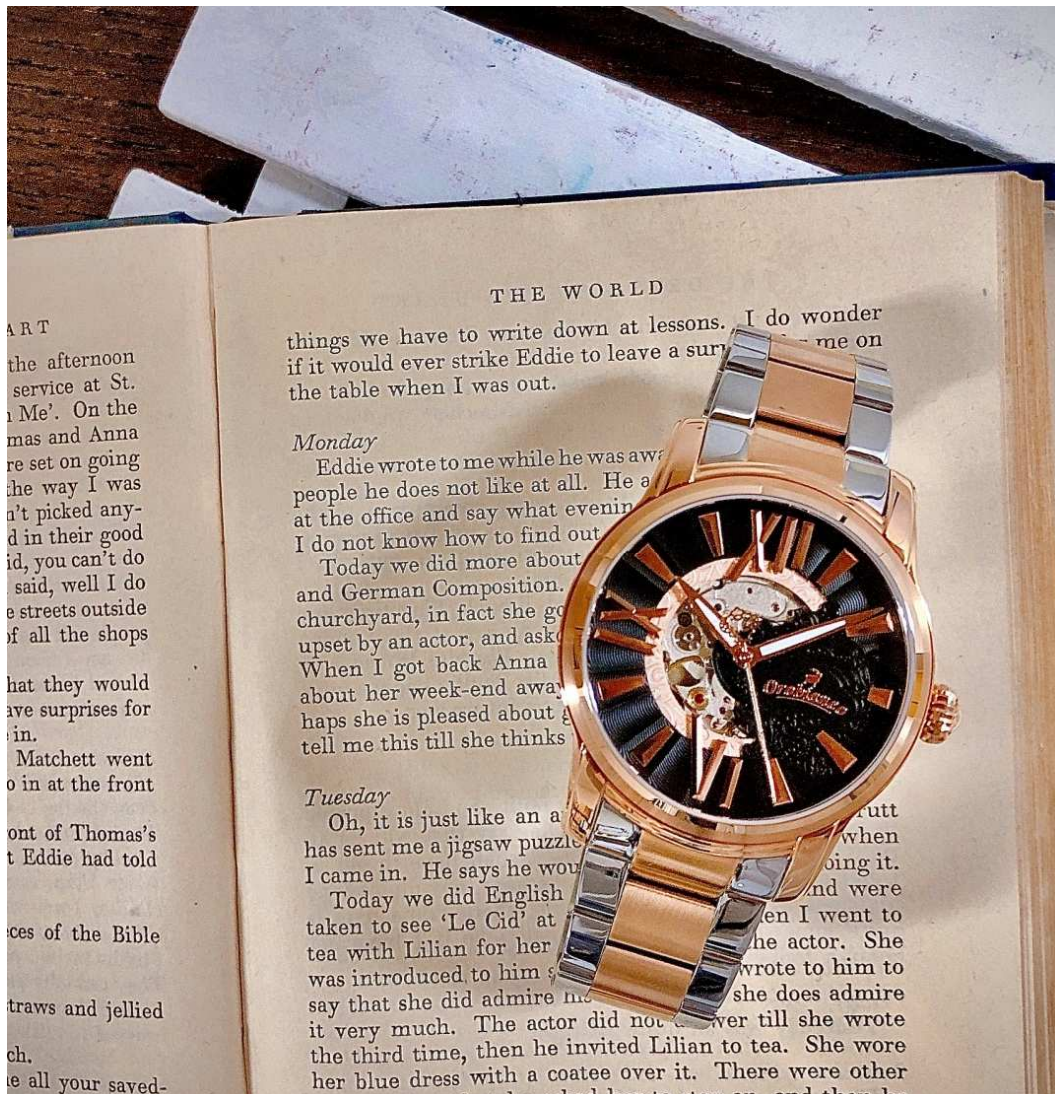 ART
the afternoon
service at St.
Me'. On the
mas and Anna
re set on going
the way I was
n't picked any-
d in their good
id, you can't do
said, well I do
e streets outside
of all the shops
hat they would
ave surprises for
in.
Matchett went
o in at the front
ont of Thomas's
t Eddie had told
ces of the Bible
traws and jellied
ch.
e all your saved-
THE WORLD
things we have to write down at lessons. I do wonder
if it would ever strike Eddie to leave a me on
the table when I was out.
Monday
Eddie wrote to me while he was
people he does not like at all. He
at the office and say what
I do not know how to find out
Today we did more about
and German Composition.
churchyard, in fact she
upset by an actor, and
When I got back Anna
about her week-end
haps she is pleased about
tell me this till she thinks
Tuesday
Oh, it is just like an utt
has sent me a jigsaw puzzle when
I came in. He says he oing it.
Today we did English nd were
taken to see 'Le Cid' at en I went to
tea with Lilian for her he actor. She
was introduced to him wrote to him to
say that she did admire she does admire
it very much. The actor did not wer till she wrote
the third time, then he invited Lilian to tea. She wore
her blue dress with a coatee over it. There were other
XII
IX
VI
Orobianco